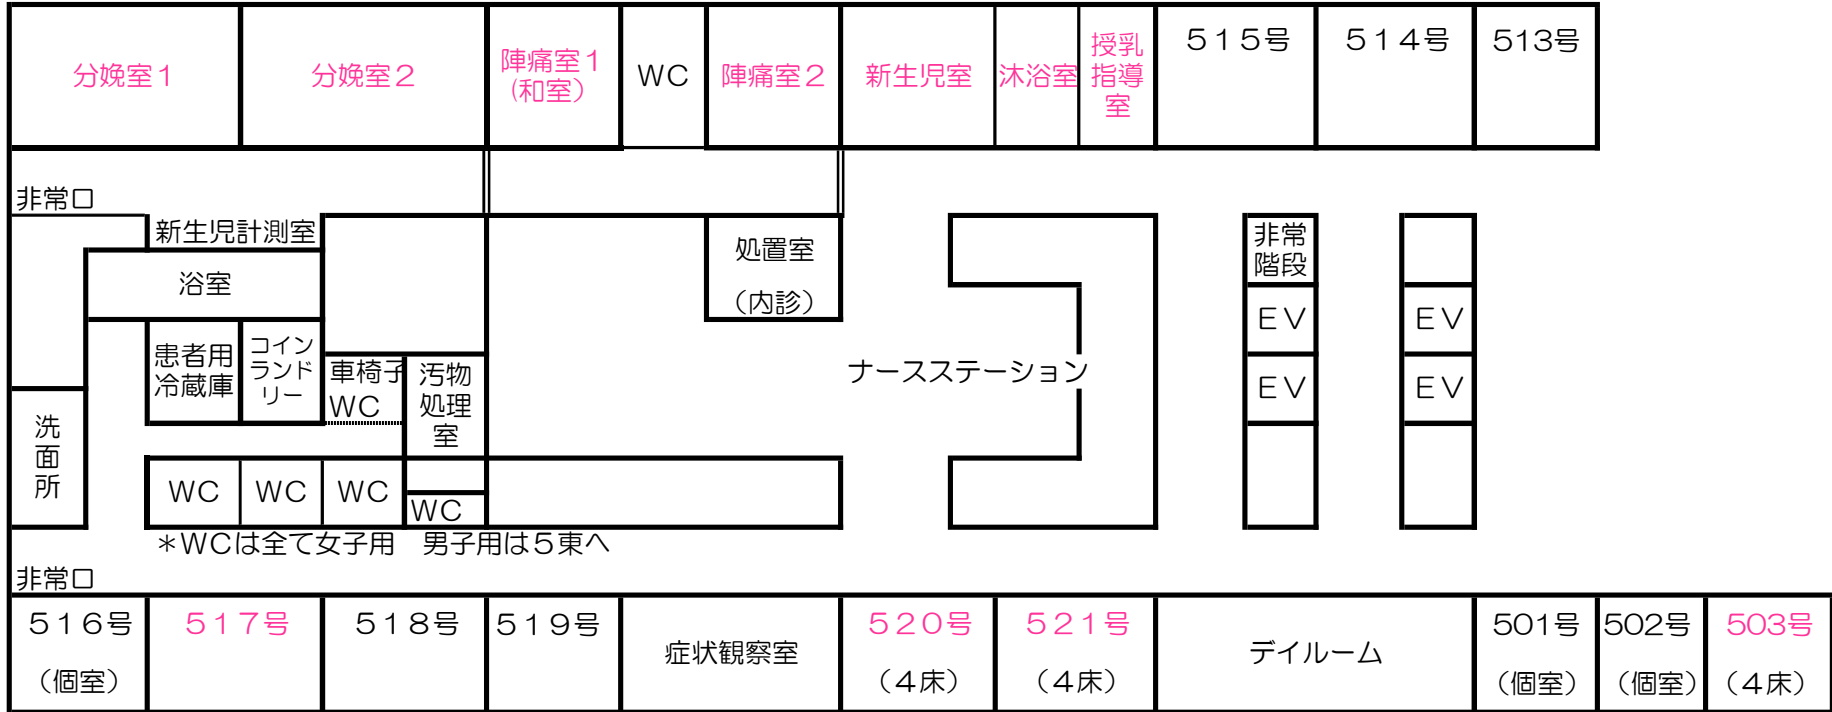 分娩室１
分娩室２
陣痛室１
（和室）
WC
陣痛室２
新生児室
沐浴室
授乳
指導
室
５１５号
５１４号
513号
非常口
新生児計測室
浴室
処置室
（内診）
非常
階段
ＥＶ
ＥＶ
患者用
冷蔵庫
コイン
ランド
リー
車椅子
WC
汚物
処理
室
ナースステーション
ＥＶ
ＥＶ
洗
面
所
WC
WC
WC
WC
＊WCは全て女子用　男子用は５東へ
非常口
５１６号
（個室）
５１７号
５１８号
５１９号
症状観察室
５２０号
（４床）
５２１号
（４床）
デイルーム
501号
（個室）
502号
（個室）
503号
（４床）